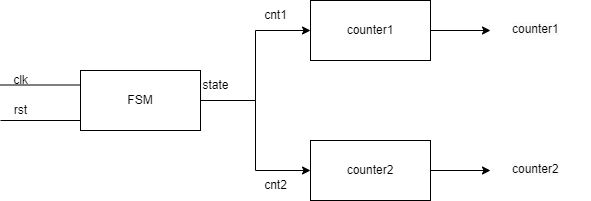 cnt1
counter1
counter1
clk
state
FSM
rst
counter2
counter2
cnt2